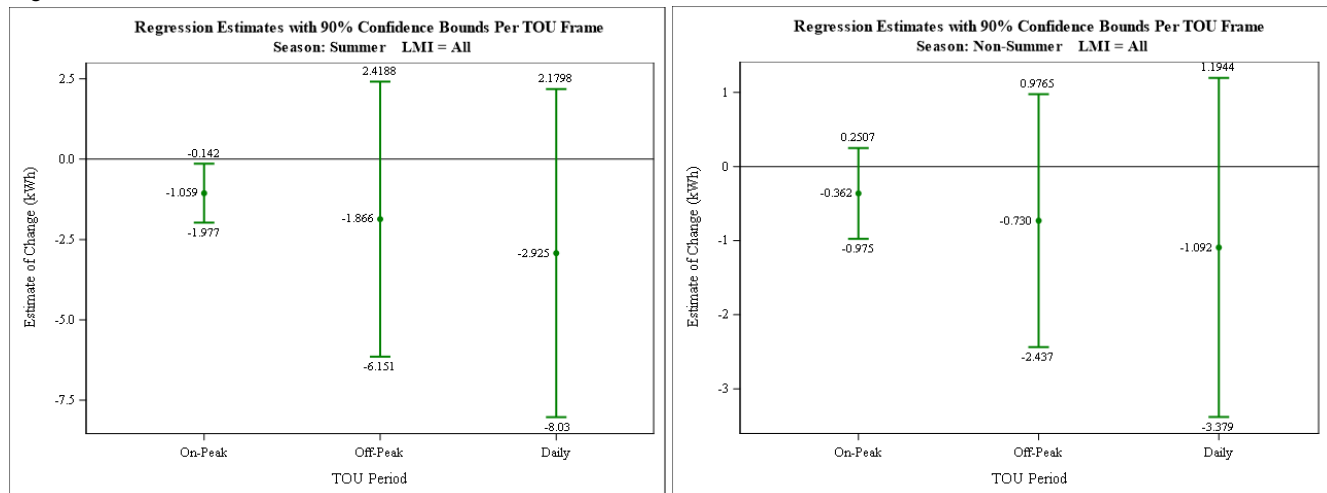 Regression Estimates with 90% Confidence Bounds Per TOU Frame
Season: Summer LMI = All
2.5
0.0
-2.5
-5.0
-7.5
Estimate of Change (kWh)
2.4188
2.1798
-0.142
-1.059
-1.977
-1.866
-2.925
-6.151
-8.03
On-Peak
Off-Peak
Daily
TOU Period
Regression Estimates with 90% Confidence Bounds Per TOU Frame
Season: Non-Summer LMI = All
1
0
-1
-2
-3
Estimate of Change (kWh)
1.1944
0.9765
0.2507
-0.362
-0.975
-0.730
-1.092
-2.437
-3.379
On-Peak
Off-Peak
Daily
TOU Period